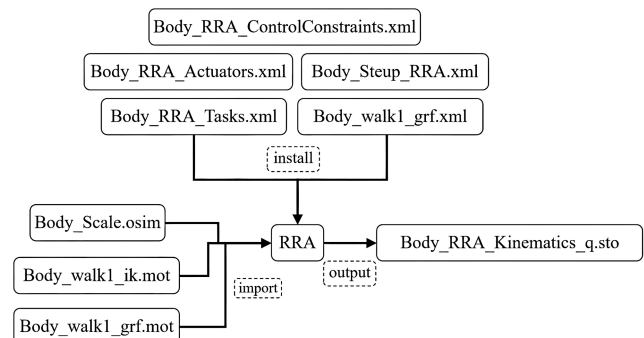 Body_RRA_ControlConstraints.xml
Body_RRA_Actuators.xml
Body_Steup_RRA.xml
Body_RRA_Tasks.xml
Body_walk1_grf.xml
install
Body_Scale.osim
RRA
Body_RRA_Kinematics_q.sto
Body_walk1_ik.mot
import
output
Body_walk1_grf.mot